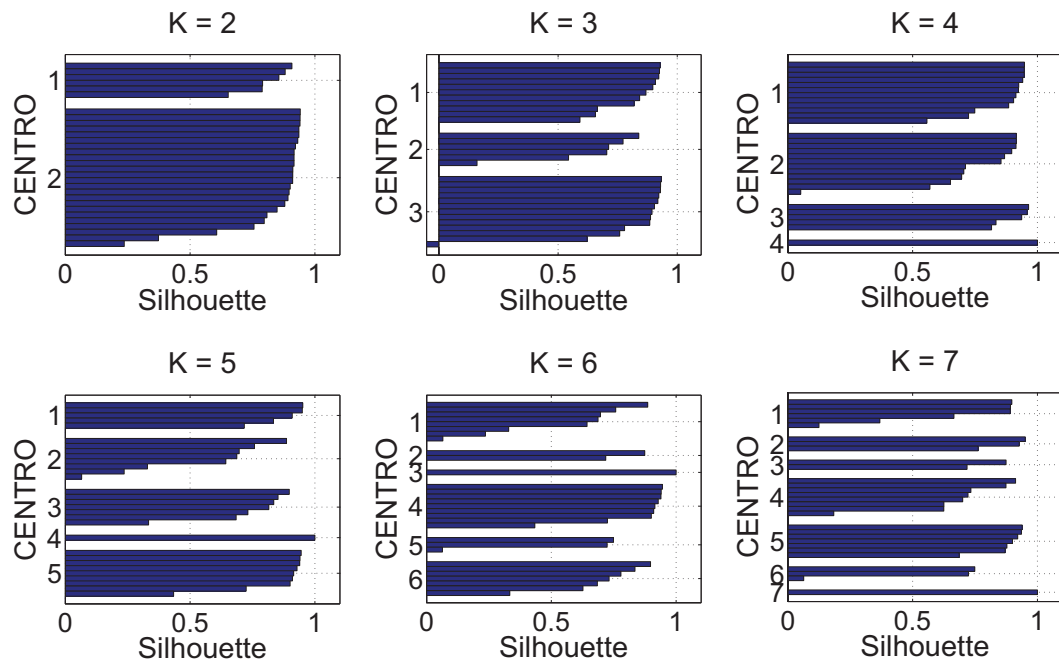 K = 2
CENTRO
1
2
0 0.5 1
Silhouette
K = 3
CENTRO
1
2
3
0 0.5 1
Silhouette
K = 4
CENTRO
1
2
3
4
0 0.5 1
Silhouette
K = 5
CENTRO
1
2
3
4
5
0 0.5 1
Silhouette
K = 6
CENTRO
1
2
3
4
5
6
0 0.5 1
Silhouette
K = 7
CENTRO
1
2
3
4
5
6
7
0 0.5 1
Silhouette